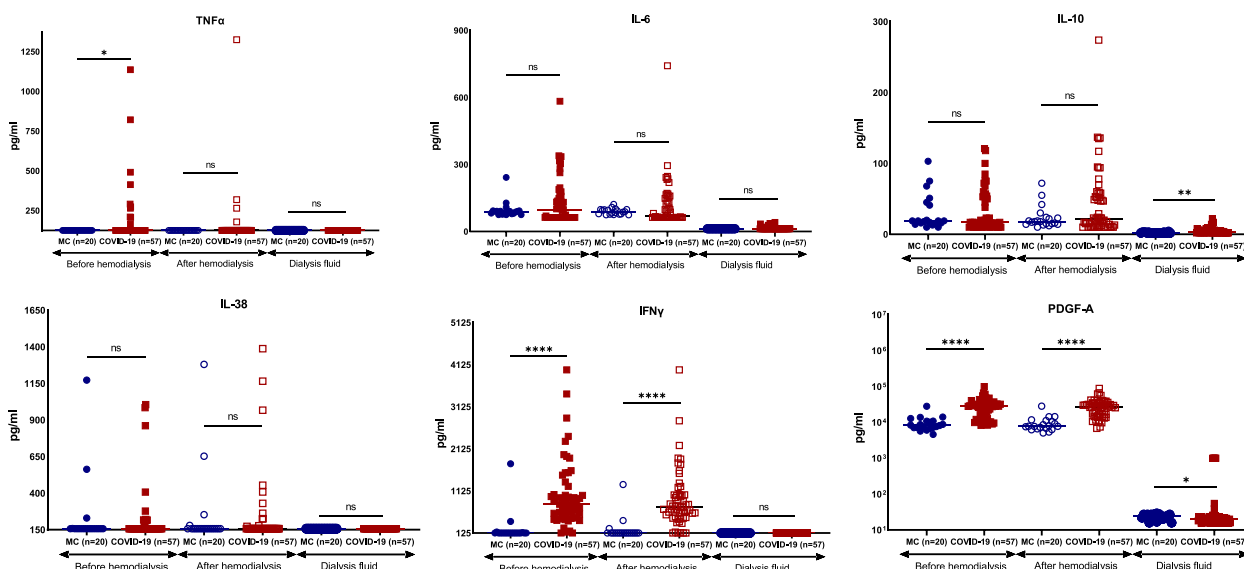 TNFα
pg/ml
1250
1000
750
500
250
*
ns
ns
MC (n=20) COVID-19 (n=57) MC (n=20) COVID-19 (n=57) MC (n=20) COVID-19 (n=57)
Before hemodialysis After hemodialysis Dialysis fluid
IL-6
pg/ml
900
600
300
0
ns
ns
ns
MC (n=20) COVID-19 (n=57) MC (n=20) COVID-19 (n=57) MC (n=20) COVID-19 (n=57)
Before hemodialysis After hemodialysis Dialysis fluid
IL-10
pg/ml
300
200
100
0
ns
ns
**
MC (n=20) COVID-19 (n=57) MC (n=20) COVID-19 (n=57) MC (n=20) COVID-19 (n=57)
Before hemodialysis After hemodialysis Dialysis fluid
IL-38
pg/ml
1650
1400
1150
900
650
400
150
ns
ns
ns
MC (n=20) COVID-19 (n=57) MC (n=20) COVID-19 (n=57) MC (n=20) COVID-19 (n=57)
Before hemodialysis After hemodialysis Dialysis fluid
IFNγ
pg/ml
5125
4125
3125
2125
1125
125
****
****
ns
MC (n=20) COVID-19 (n=57) MC (n=20) COVID-19 (n=57) MC (n=20) COVID-19 (n=57)
Before hemodialysis After hemodialysis Dialysis fluid
PDGF-A
pg/ml
10⁷
10⁶
10⁵
10⁴
10³
10²
10¹
****
****
*
MC (n=20) COVID-19 (n=57) MC (n=20) COVID-19 (n=57) MC (n=20) COVID-19 (n=57)
Before hemodialysis After hemodialysis Dialysis fluid